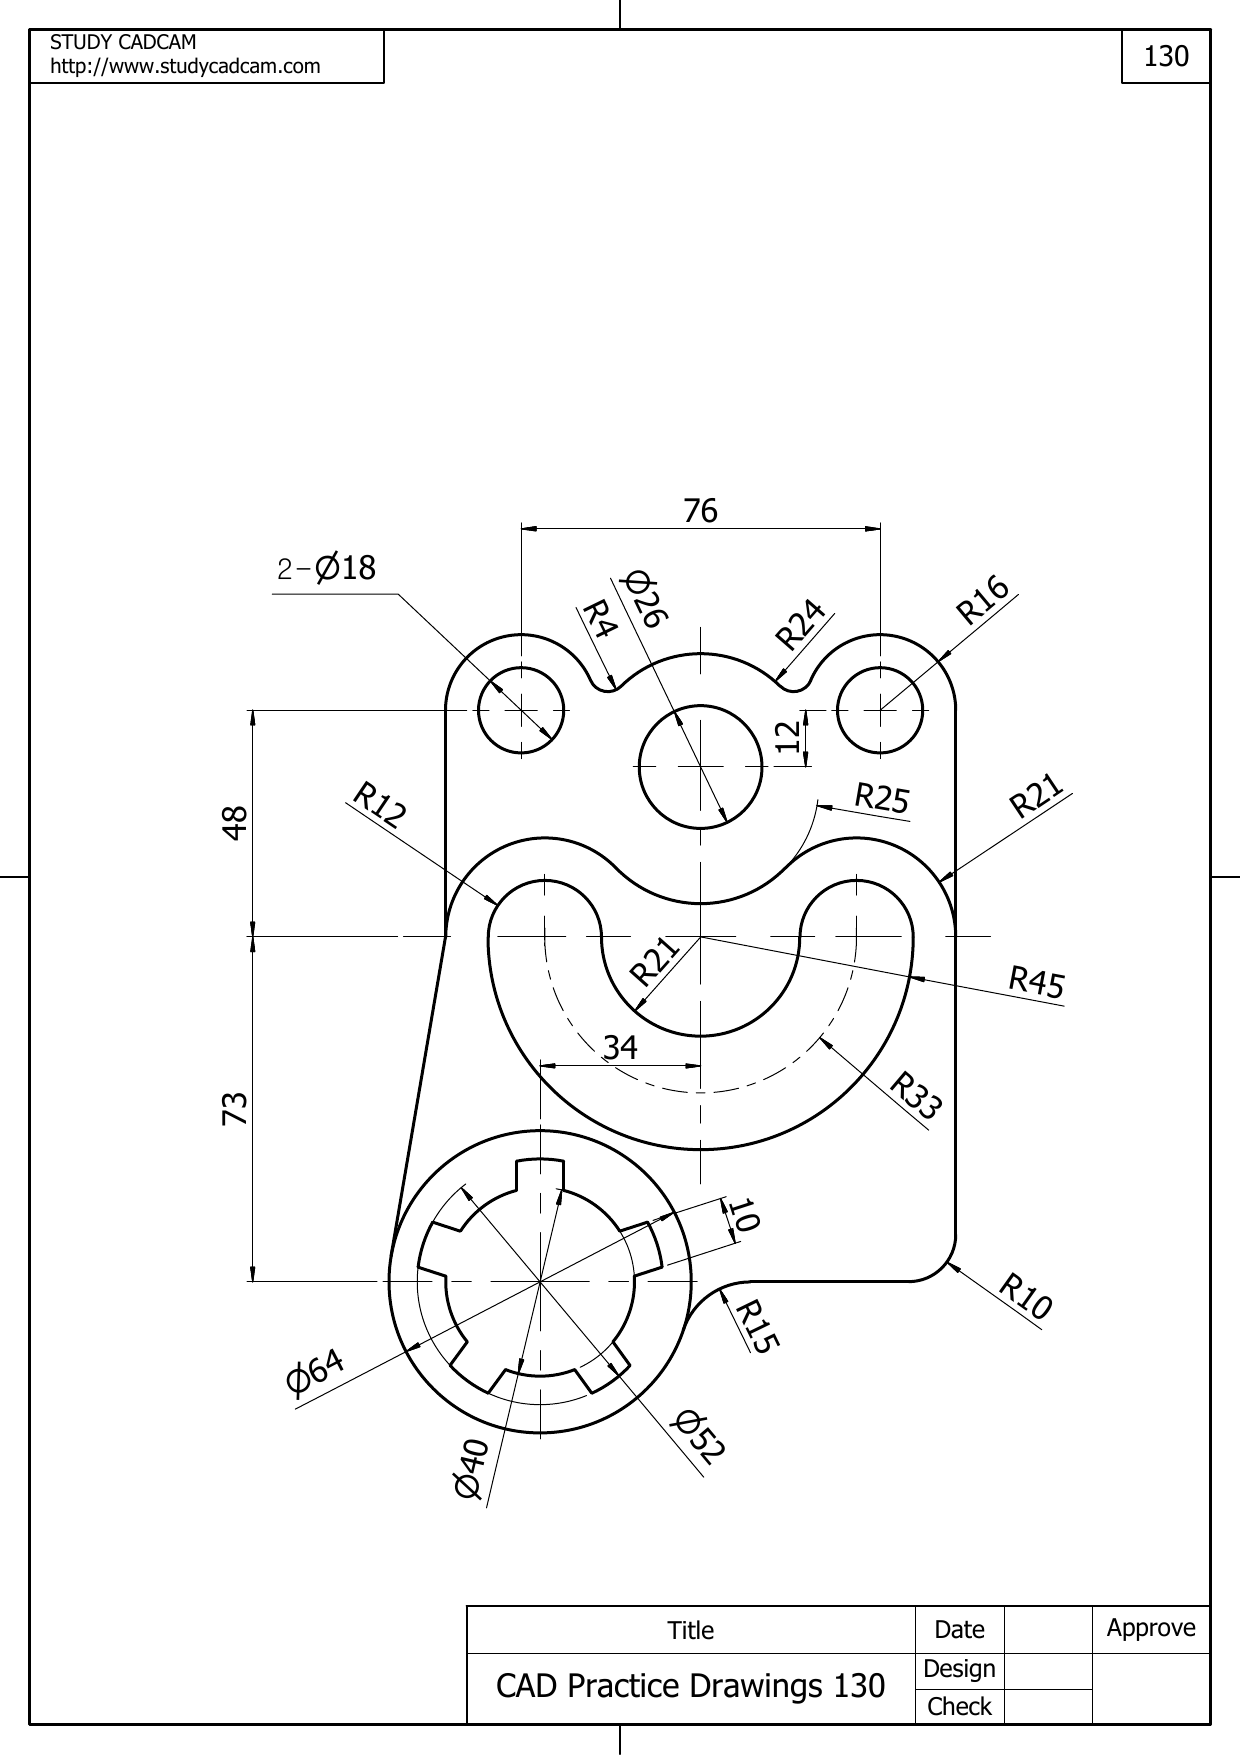 STUDY CADCAM
http://www.studycadcam.com
130
76
2-Ø18
Ø26
R4
R24
R16
12
R12
R25
R21
48
R21
R45
34
R33
73
10
R10
R15
Ø64
Ø52
Ø40
Title
Date
Approve
CAD Practice Drawings 130
Design
Check